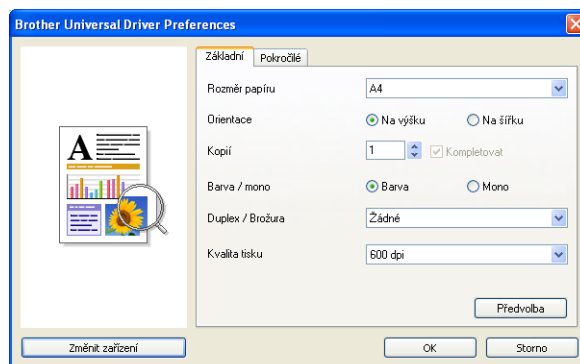 Brother Universal Driver Preferences
Základní Pokročilé
Rozměr papíru A4
Orientace Na výšku Na šířku
Kopií 1 Kompletovat
Barva / mono Barva Mono
Duplex / Brožura Žádné
Kvalita tisku 600 dpi
A
Předvolba
Změnit zařízení OK Storno